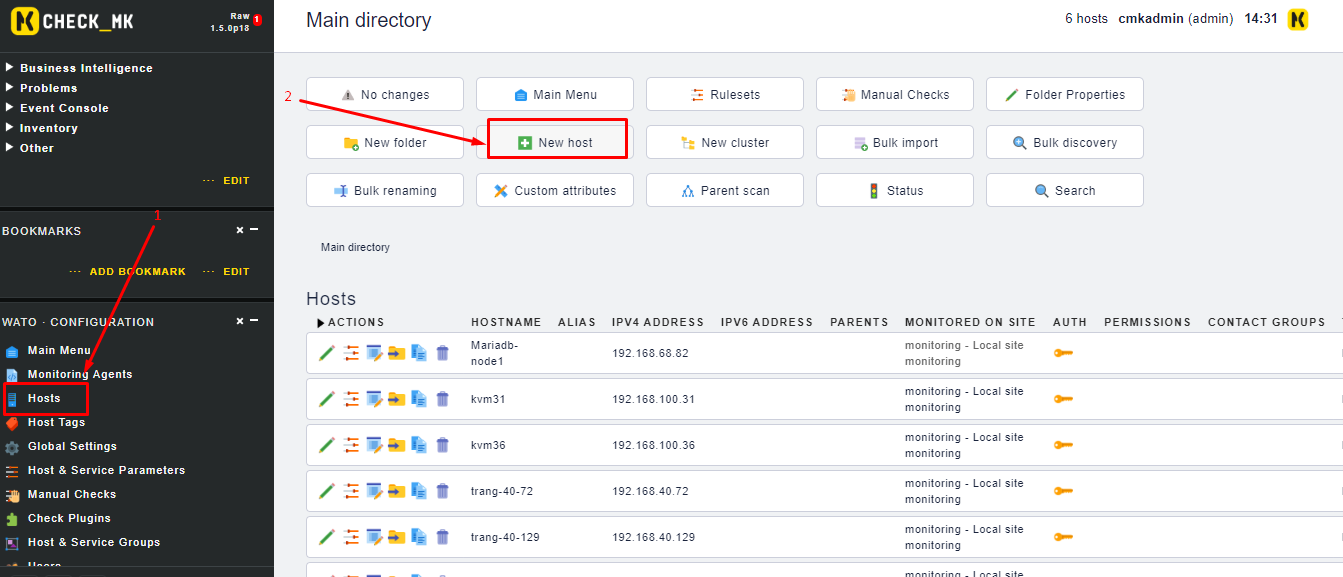 CHECK_MK
Raw
1.5.0p18
1
Main directory
6 hosts cmkadmin (admin) 14:31
Business Intelligence
Problems
Event Console
Inventory
Other
··· EDIT
1
BOOKMARKS
··· ADD BOOKMARK ··· EDIT
WATO · CONFIGURATION
Main Menu
Monitoring Agents
Hosts
Host Tags
Global Settings
Host & Service Parameters
Manual Checks
Check Plugins
Host & Service Groups
Users
No changes Main Menu Rulesets Manual Checks Folder Properties
2
New folder New host New cluster Bulk import Bulk discovery
Bulk renaming Custom attributes Parent scan Status Search
Main directory
Hosts
ACTIONS HOSTNAME ALIAS IPV4 ADDRESS IPV6 ADDRESS PARENTS MONITORED ON SITE AUTH PERMISSIONS CONTACT GROUPS
Mariadb-
node1
192.168.68.82
monitoring - Local site
monitoring
kvm31 192.168.100.31
monitoring - Local site
monitoring
kvm36 192.168.100.36
monitoring - Local site
monitoring
trang-40-72 192.168.40.72
monitoring - Local site
monitoring
trang-40-129 192.168.40.129
monitoring - Local site
monitoring
monitoring - Local site